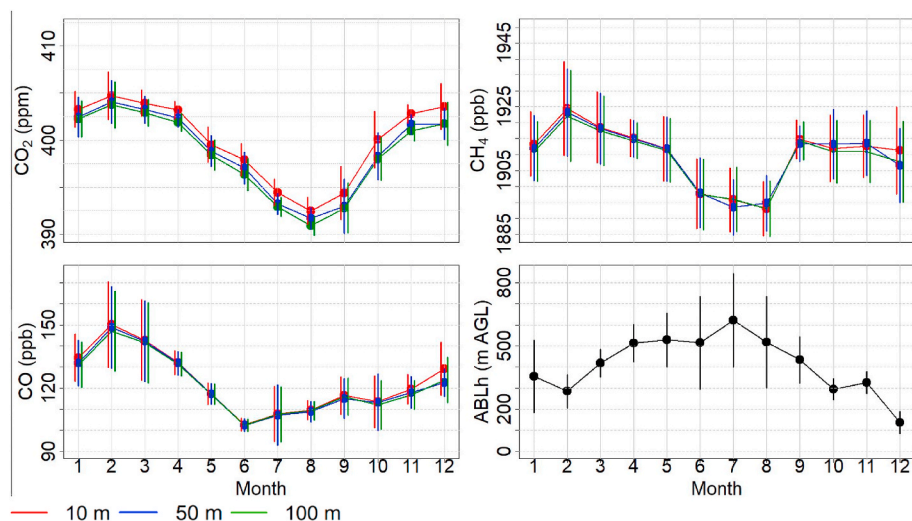 CO2 (ppm)
410
400
390
CH4 (ppb)
1945
1925
1905
1885
CO (ppb)
150
120
90
1 2 3 4 5 6 7 8 9 10 11 12
Month
ABLh (m AGL)
800
500
200
0
1 2 3 4 5 6 7 8 9 10 11 12
Month
10 m 50 m 100 m